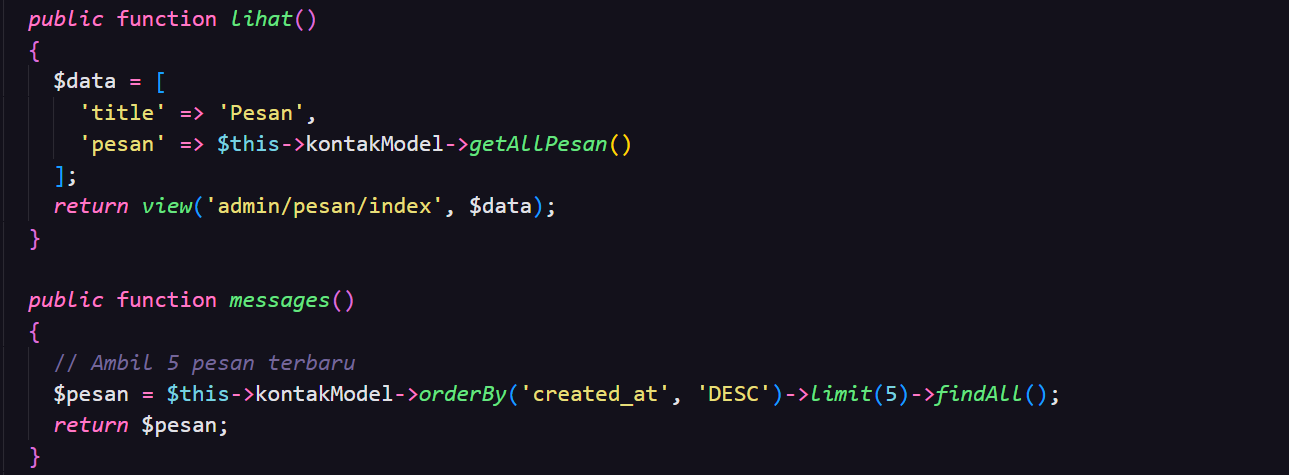 public function lihat()
{
$data = [
'title' => 'Pesan',
'pesan' => $this->kontakModel->getAllPesan()
];
return view('admin/pesan/index', $data);
}
public function messages()
{
// Ambil 5 pesan terbaru
$pesan = $this->kontakModel->orderBy('created_at', 'DESC')->limit(5)->findAll();
return $pesan;
}